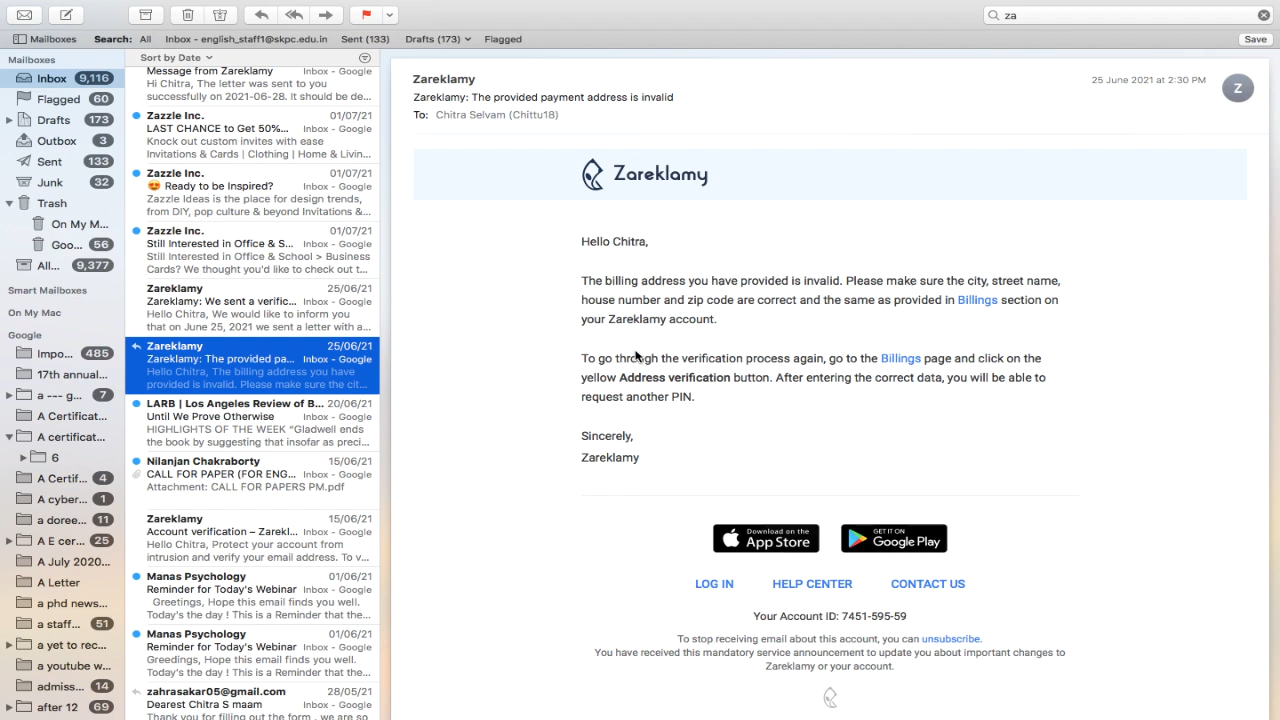 za
Mailboxes Search: All Inbox - english_staff1@skpc.edu.in Sent (133) Drafts (173) Flagged Save
Mailboxes
Inbox 9,116
Flagged 60
Drafts 173
Outbox 3
Sent 133
Junk 32
Trash
On My M...
Goo... 56
All... 9,377
Smart Mailboxes
On My Mac
Google
Impo... 485
17th annual...
a --- g... 7
A Certificat...
A certificat...
6
A Certif... 4
A cyber... 1
a doree... 11
A E cer... 25
A July 2020...
A Letter
a phd news...
a staff... 51
a yet to rec...
a youtube w...
admiss... 14
after 12 69
Sort by Date
Message from Zareklamy Inbox - Google
Hi Chitra, The letter was sent to you
successfully on 2021-06-28. It should be de...
Zazzle Inc. 01/07/21
LAST CHANCE to Get 50%... Inbox - Google
Knock out custom invites with ease
Invitations & Cards | Clothing | Home & Livin...
Zazzle Inc. 01/07/21
😍 Ready to be Inspired? Inbox - Google
Zazzle Ideas is the place for design trends,
from DIY, pop culture & beyond Invitations &...
Zazzle Inc. 01/07/21
Still Interested in Office & S... Inbox - Google
Still Interested in Office & School > Business
Cards? We thought you'd like to check out t...
Zareklamy 25/06/21
Zareklamy: We sent a verific... Inbox - Google
Hello Chitra, We would like to inform you
that on June 25, 2021 we sent a letter with a...
Zareklamy 25/06/21
Zareklamy: The provided pa... Inbox - Google
Hello Chitra, The billing address you have
provided is invalid. Please make sure the cit...
LARB | Los Angeles Review of B... 20/06/21
Until We Prove Otherwise Inbox - Google
HIGHLIGHTS OF THE WEEK “Gladwell ends
the book by suggesting that insofar as preci...
Nilanjan Chakraborty 15/06/21
CALL FOR PAPER (FOR ENG... Inbox - Google
Attachment: CALL FOR PAPERS PM.pdf
Zareklamy 15/06/21
Account verification – Zarekl... Inbox - Google
Hello Chitra, Protect your account from
intrusion and verify your email address. To v...
Manas Psychology 01/06/21
Reminder for Today's Webinar Inbox - Google
Greetings, Hope this email finds you well.
Today's the day ! This is a Reminder that the...
Manas Psychology 01/06/21
Reminder for Today's Webinar Inbox - Google
Greedings, Hope this email finds you well.
Today's the day ! This is a Reminder that the...
zahrasakar05@gmail.com 28/05/21
Dearest Chitra S maam Inbox - Google
Thank you for filling out the form , we are so
Zareklamy 25 June 2021 at 2:30 PM
Z
Zareklamy: The provided payment address is invalid
To: Chitra Selvam (Chittu18)
Zareklamy
Hello Chitra,
The billing address you have provided is invalid. Please make sure the city, street name,
house number and zip code are correct and the same as provided in Billings section on
your Zareklamy account.
To go through the verification process again, go to the Billings page and click on the
yellow Address verification button. After entering the correct data, you will be able to
request another PIN.
Sincerely,
Zareklamy
Download on the App Store
GET IT ON Google Play
LOG IN HELP CENTER CONTACT US
Your Account ID: 7451-595-59
To stop receiving email about this account, you can unsubscribe.
You have received this mandatory service announcement to update you about important changes to
Zareklamy or your account.